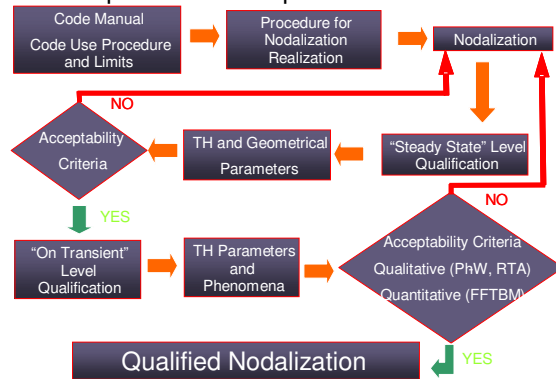 Code Manual
Code Use Procedure
and Limits
Procedure for
Nodalization
Realization
Nodalization
NO
Acceptability
Criteria
TH and Geometrical
Parameters
“Steady State” Level
Qualification
NO
YES
“On Transient”
Level
Qualification
TH Parameters
and
Phenomena
Acceptability Criteria
Qualitative (PhW, RTA)
Quantitative (FFTBM)
YES
Qualified Nodalization